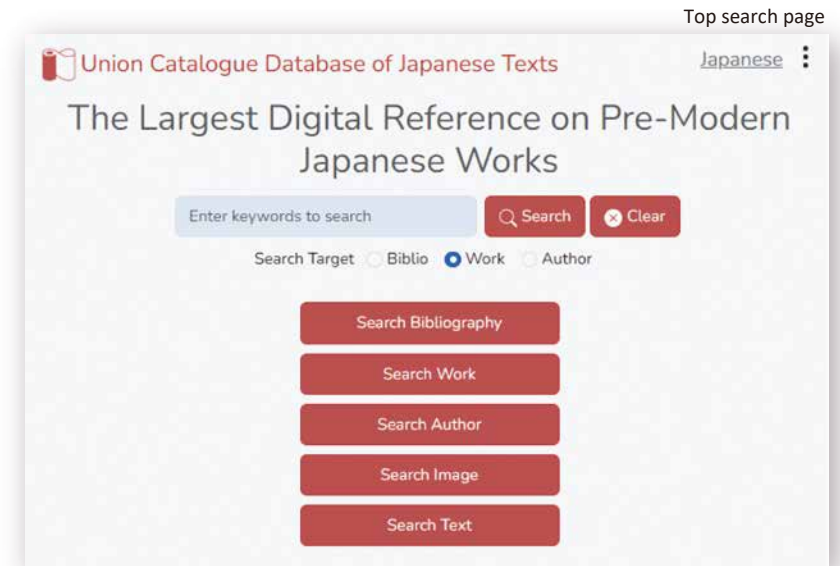 Top search page
Union Catalogue Database of Japanese Texts
Japanese
The Largest Digital Reference on Pre-Modern
Japanese Works
Enter keywords to search
Search
Clear
Search Target Biblio Work Author
Search Bibliography
Search Work
Search Author
Search Image
Search Text